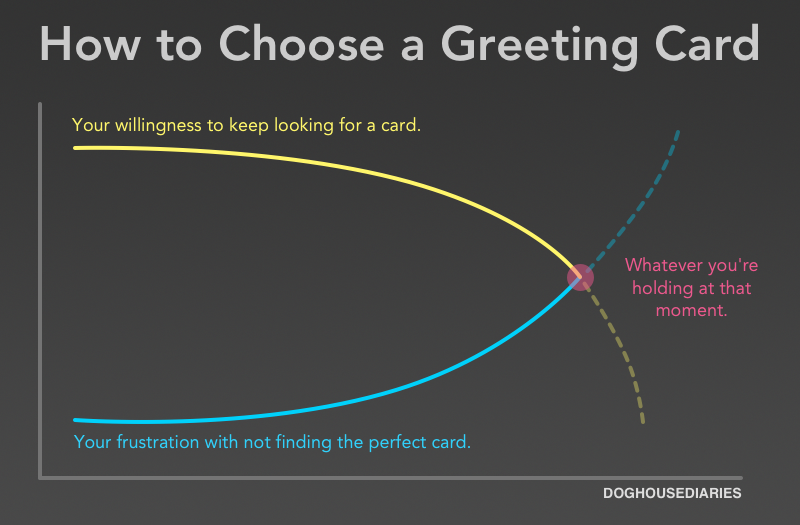 How to Choose a Greeting Card
Your willingness to keep looking for a card.
Whatever you're
holding at that
moment.
Your frustration with not finding the perfect card.
DOGHOUSEDIARIES